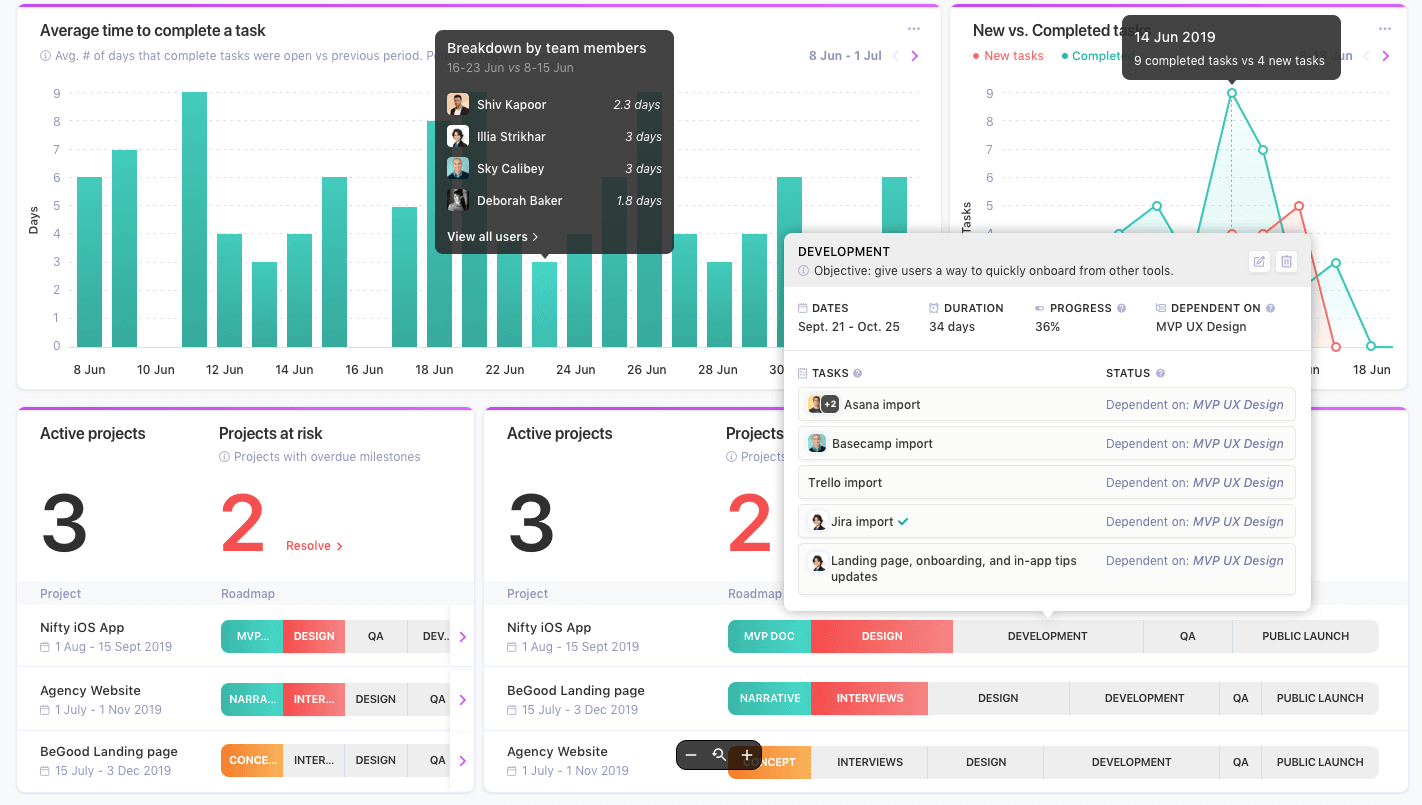 Average time to complete a task
Avg. # of days that complete tasks were open vs previous period.
8 Jun - 1 Jul
Days
9
8
7
6
5
4
3
2
1
0
8 Jun
10 Jun
12 Jun
14 Jun
16 Jun
18 Jun
22 Jun
24 Jun
26 Jun
28 Jun
30
Breakdown by team members
16-23 Jun vs 8-15 Jun
Shiv Kapoor 2.3 days
Illia Strikhar 3 days
Sky Calibey 3 days
Deborah Baker 1.8 days
View all users
New vs. Completed
New tasks
14 Jun 2019
9 completed tasks vs 4 new tasks
Tasks
9
8
7
6
5
4
18 Jun
DEVELOPMENT
Objective: give users a way to quickly onboard from other tools.
DATES DURATION PROGRESS DEPENDENT ON
Sept. 21 - Oct. 25 34 days 36% MVP UX Design
TASKS STATUS
+2 Asana import Dependent on: MVP UX Design
Basecamp import Dependent on: MVP UX Design
Trello import Dependent on: MVP UX Design
Jira import Dependent on: MVP UX Design
Landing page, onboarding, and in-app tips Dependent on: MVP UX Design
updates
Active projects Projects at risk
Projects with overdue milestones
3 2 Resolve
Project Roadmap
Nifty iOS App
1 Aug - 15 Sept 2019
MVP... DESIGN QA DEV..
Agency Website
1 July - 1 Nov 2019
NARRA... INTER... DESIGN QA
BeGood Landing page
15 July - 3 Dec 2019
CONCE... INTER... DESIGN QA
Active projects Projects
Projects
3 2
Project Roadmap
Nifty iOS App
1 Aug - 15 Sept 2019
MVP DOC DESIGN DEVELOPMENT QA PUBLIC LAUNCH
BeGood Landing page
15 July - 3 Dec 2019
NARRATIVE INTERVIEWS DESIGN DEVELOPMENT QA PUBLIC LAUNCH
Agency Website
1 July - 1 Nov 2019
INTERVIEWS DESIGN DEVELOPMENT QA PUBLIC LAUNCH